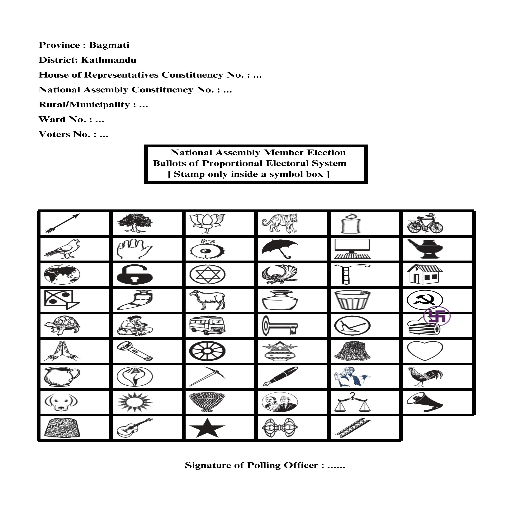 Province : Bagmati
District: Kathmandu
House of Representatives Constituency No. : ...
National Assembly Constituency No. : ...
Rural/Municipality : ...
Ward No. : ...
Voters No. : ...
National Assembly Member Election
Ballots of Proportional Electoral System
[ Stamp only inside a symbol box ]
Signature of Polling Officer : ......